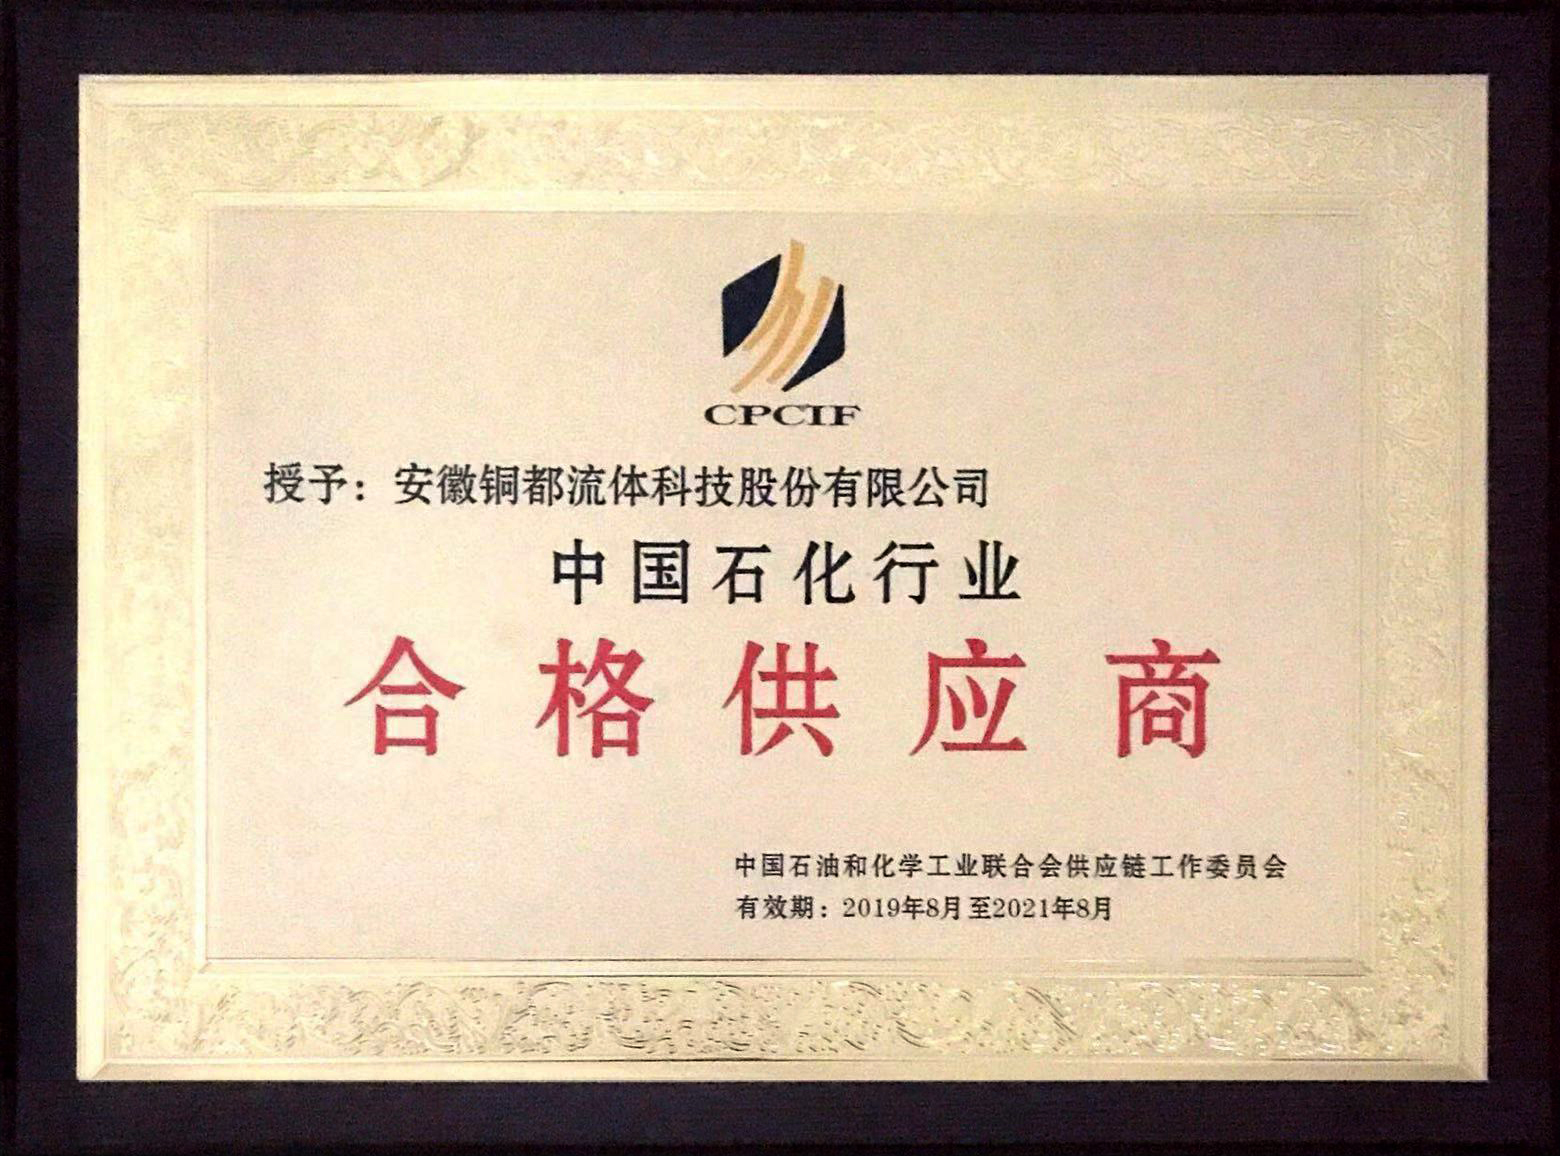 CPCIF
授予：安徽铜都流体科技股份有限公司
中国石化行业
合格供应商
中国石油和化学工业联合会供应链工作委员会
有效期：2019年8月至2021年8月